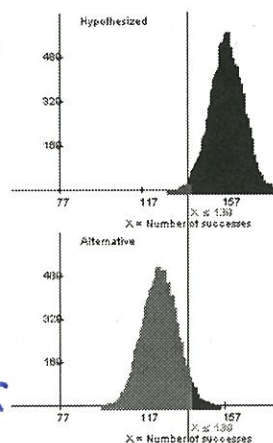 Hypothesized
480
320
160
77 117 157
X ≤ 139
X = Number of successes
Alternative
480
320
160
77 117 157
X ≤ 139
X = Number of successes